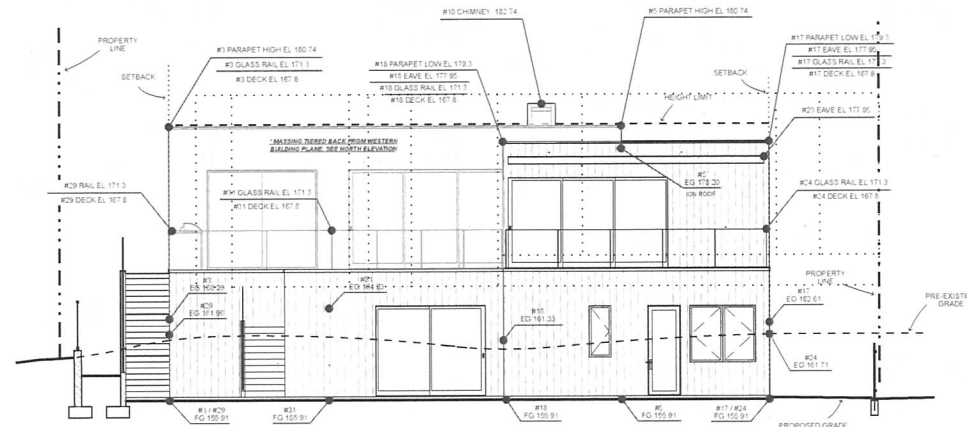 #10 CHIMNEY 182.74
#5 PARAPET HIGH EL 180.74
PROPERTY
LINE
#3 PARAPET HIGH EL 180.74
#3 GLASS RAIL EL 171.3
#3 DECK EL 167.8
SETBACK
#18 PARAPET LOW EL 179.3
#18 EAVE EL 177.95
#18 GLASS RAIL EL 171.3
#18 DECK EL 167.8
SETBACK
#17 PARAPET LOW EL 179.3
#17 EAVE EL 177.95
#17 GLASS RAIL EL 171.3
#17 DECK EL 167.8
HEIGHT LIMIT
#23 EAVE EL 177.95
* MASSING TIERED BACK FROM WESTERN
BUILDING PLANE. SEE NORTH ELEVATION
#5
EG 178.20
#29 RAIL EL 171.3
#29 DECK EL 167.8
#31 GLASS RAIL EL 171.3
#31 DECK EL 167.8
#24 GLASS RAIL EL 171.3
#24 DECK EL 167.8
PROPERTY
LINE
#3
#29
EG 161.96
#31
#18
EG 161.33
#17
EG 162.61
PRE-EXISTI
GRADE
#24
EG 161.71
#3 / #29
FG 155.91
#31
FG 155.91
#18
FG 155.91
#5
FG 155.91
#17 / #24
FG 155.91
PROPOSED GRADE